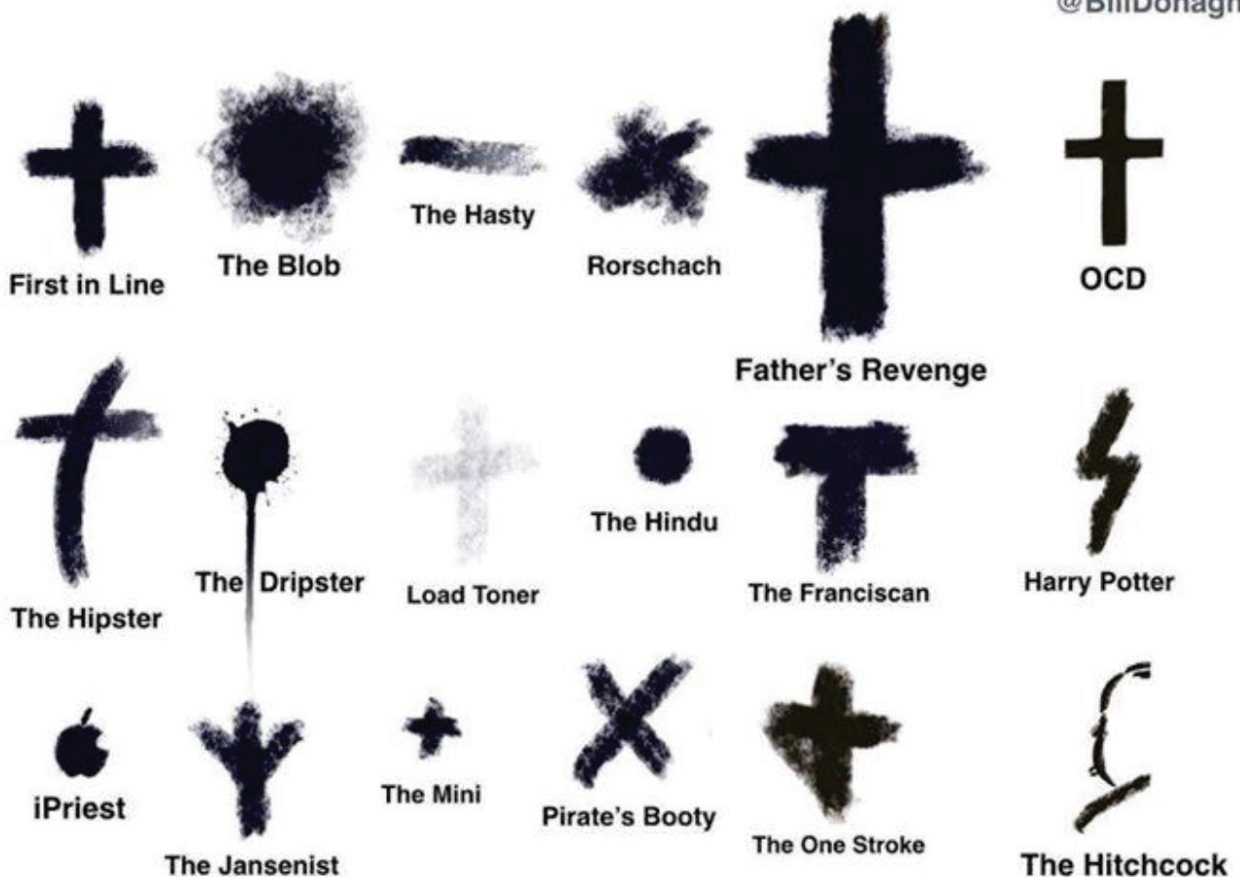 @BillDonagh
First in Line
The Blob
The Hasty
Rorschach
Father's Revenge
OCD
The Hipster
The Dripster
Load Toner
The Hindu
The Franciscan
Harry Potter
iPriest
The Jansenist
The Mini
Pirate's Booty
The One Stroke
The Hitchcock